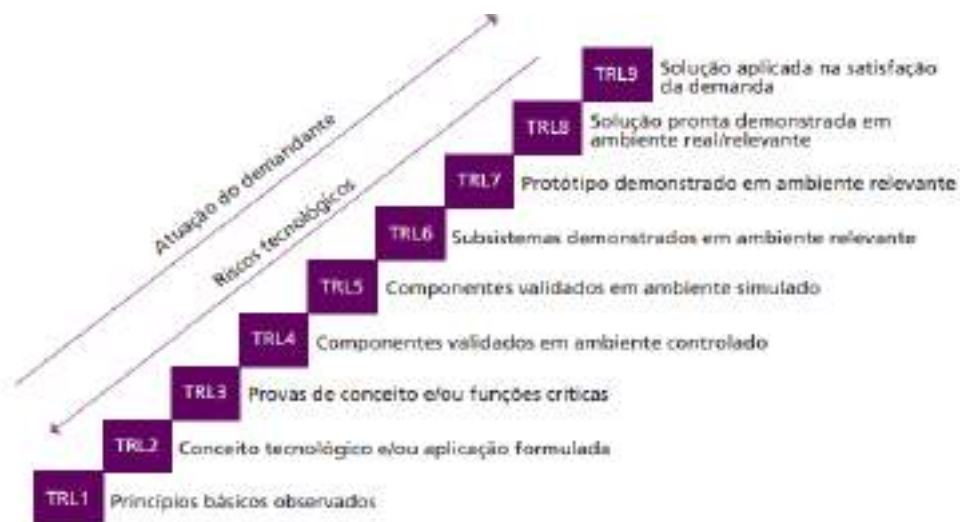 TRL9 Solução aplicada na satisfação
da demanda
TRL8 Solução pronta demonstrada em
ambiente real/relevante
TRL7 Protótipo demonstrado em ambiente relevante
TRL6 Subsistemas demonstrados em ambiente relevante
TRL5 Componentes validados em ambiente simulado
TRL4 Componentes validados em ambiente controlado
TRL3 Provas de conceito e/ou funções críticas
TRL2 Conceito tecnológico e/ou aplicação formulada
TRL1 Princípios básicos observados
Atuação do demandante
Riscos tecnológicos